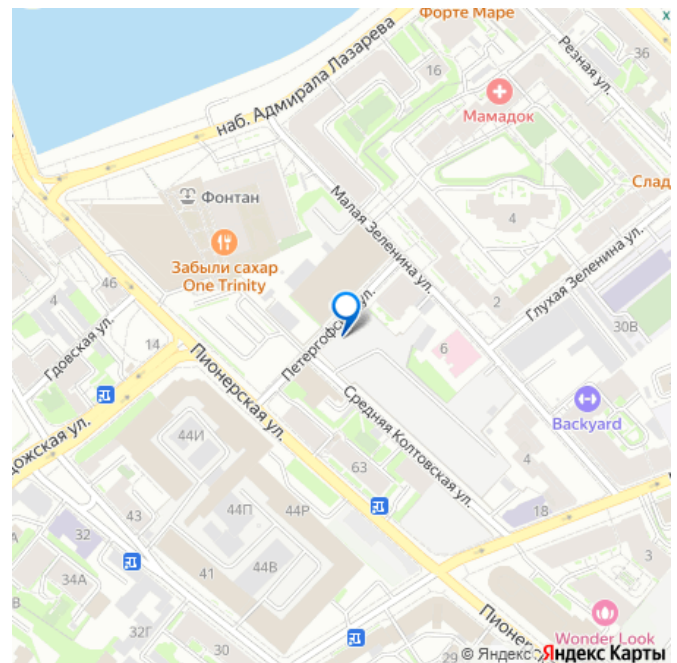 Форте Маре
х
Резная ул.
36
16
наб. Адмирала Лазарева
Мамадок
Слад
Фонтан
4
Малая Зеленина ул.
Забыли сахар
One Trinity
Глухая Зеленина ул.
46
4
2
30В
Гдовская ул.
14
Петергофс
ул.
6
Пионерская ул.
Backyard
Средняя Колтовская ул.
дожская ул.
44И
63
4
44П
44Р
18
43
32
А
41
44В
34А
3
В
32Г
30
29
Пионер
Wonder Look
© Яндекс
Яндекс Карты